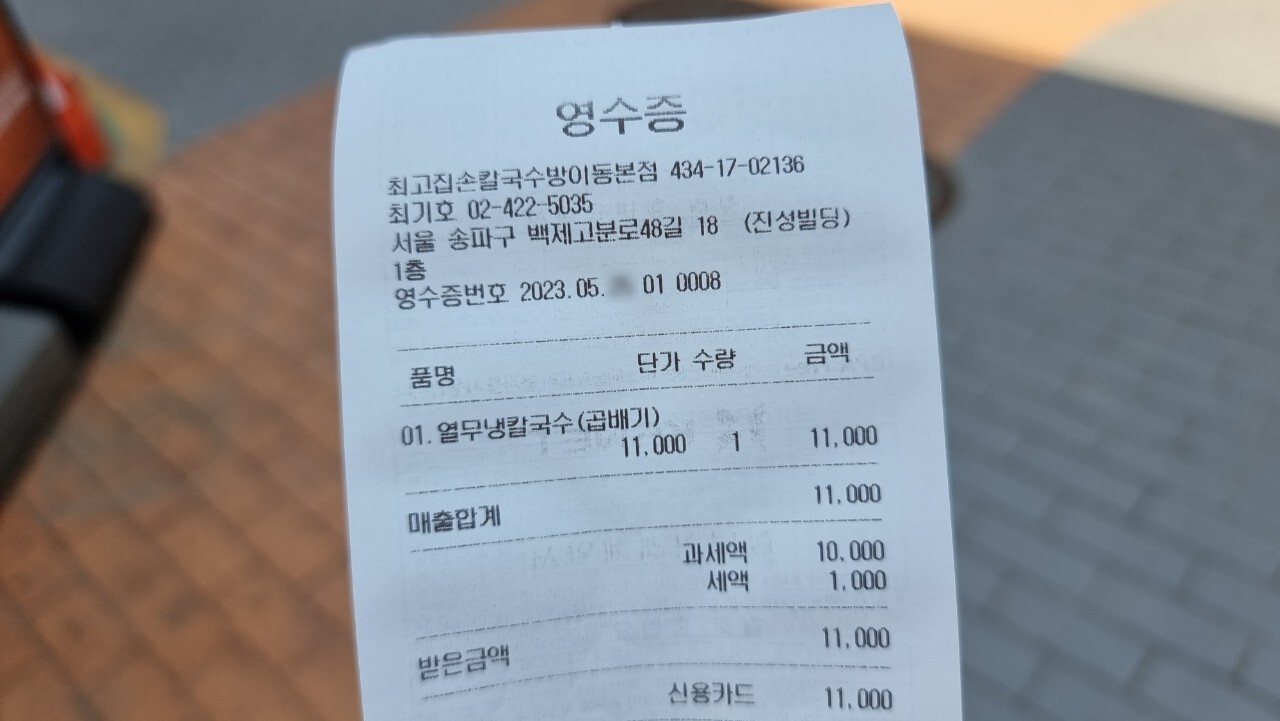 영수증
최고집손칼국수방이동본점 434-17-02136
최기호 02-422-5035
서울 송파구 백제고분로48길 18 (진성빌딩)
1층
영수증번호 2023.05. 01 0008
품명 단가 수량 금액
01.열무냉칼국수(곱배기)
11,000 1 11,000
매출합계 11,000
과세액 10,000
세액 1,000
받은금액 11,000
신용카드 11,000